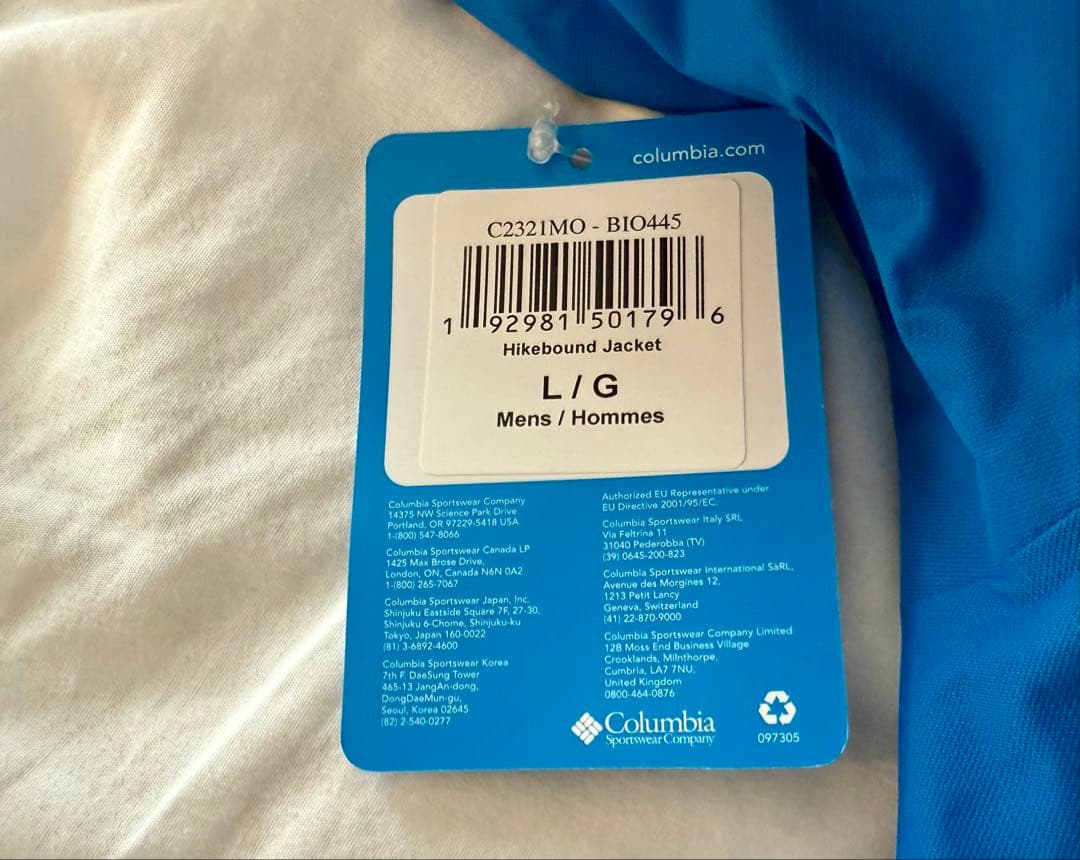 columbia.com
C2321MO - BIO445
1 92981 50179 6
Hikebound Jacket
L / G
Mens / Hommes
Columbia Sportswear Company
14375 NW Science Park Drive
Portland, OR 97229-5418 USA
1-(800) 547-8066
Columbia Sportswear Canada LP
1425 Max Brose Drive,
London, ON, Canada N6N 0A2
1-(800) 265-7067
Columbia Sportswear Japan, Inc.
Shinjuku Eastside Square 7F, 27-30,
Shinjuku 6-Chome, Shinjuku-ku
Tokyo, Japan 160-0022
(81) 3-6892-4600
Columbia Sportswear Korea
7th F. DaeSung Tower
465-13 JangAn-dong,
DongDaeMun-gu,
Seoul, Korea 02645
(82) 2-540-0277
Authorized EU Representative under
EU Directive 2001/95/EC:
Columbia Sportswear Italy SRL
Via Feltrina 11
31040 Pederobba (TV)
(39) 0645-200-823
Columbia Sportswear International SàRL,
Avenue des Morgines 12,
1213 Petit Lancy
Geneva, Switzerland
(41) 22-870-9000
Columbia Sportswear Company Limited
12B Moss End Business Village
Crooklands, Milnthorpe,
Cumbria, LA7 7NU,
United Kingdom
0800-464-0876
Columbia
Sportswear Company
097305